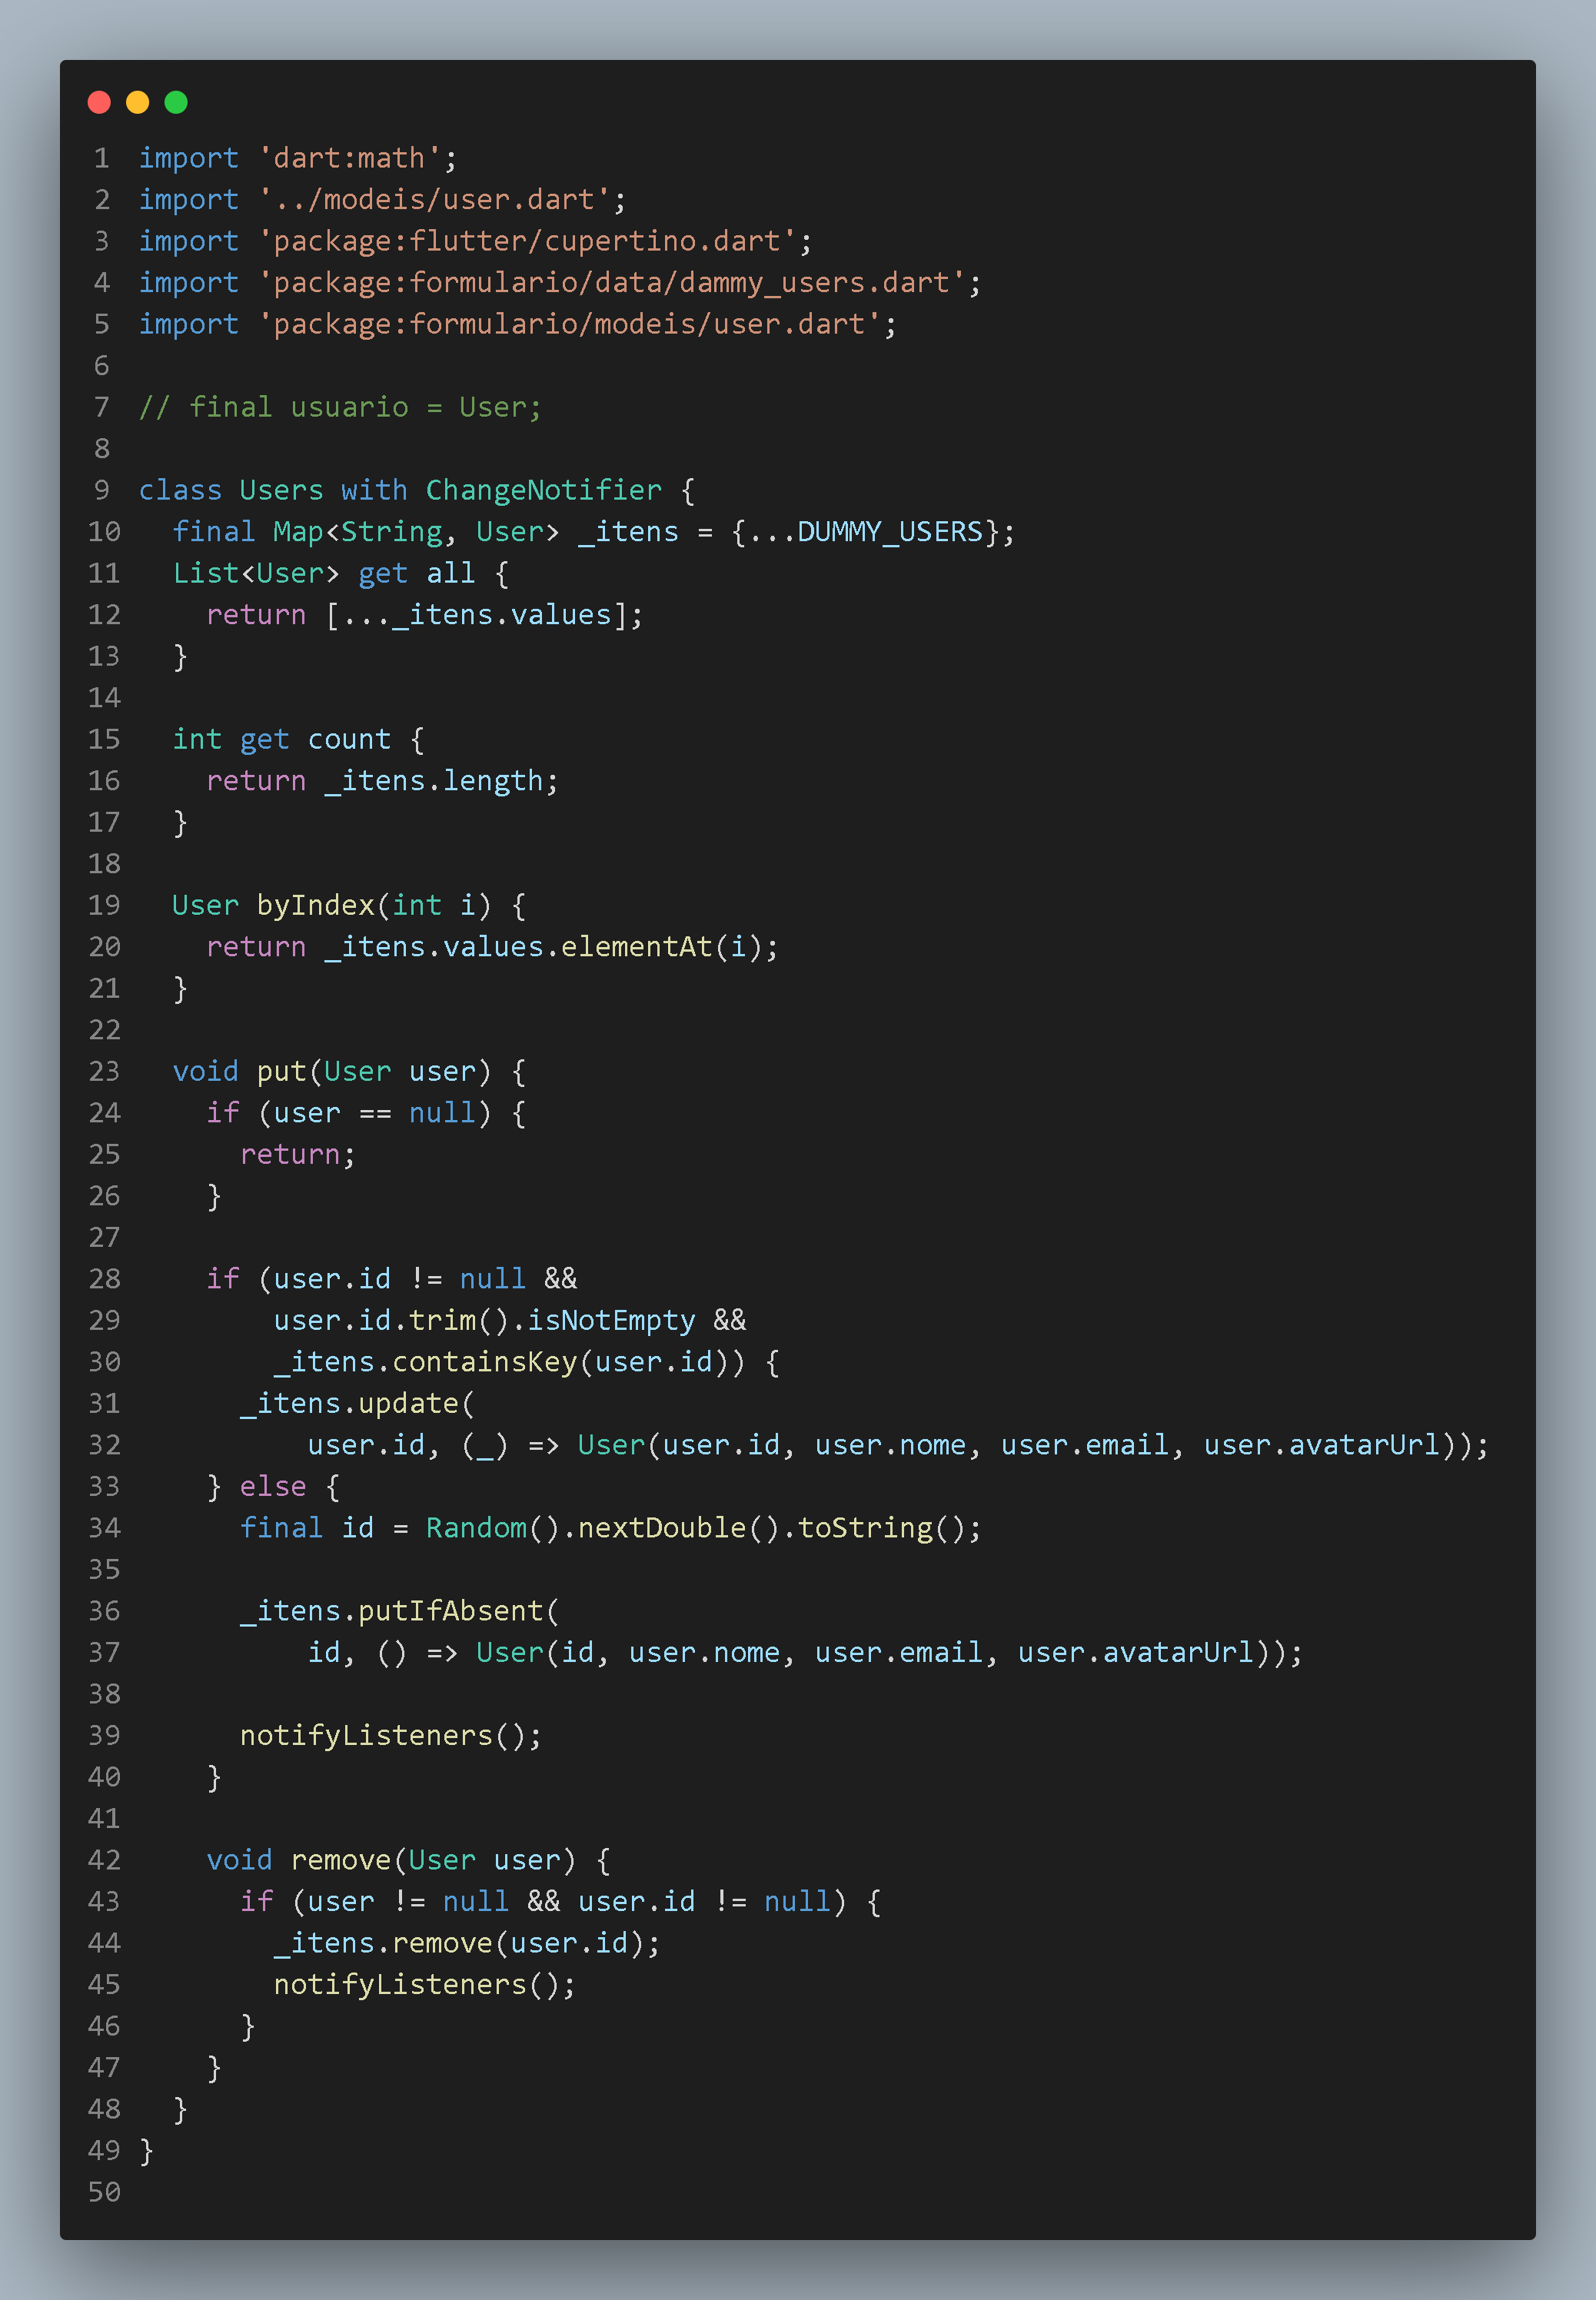 1 import 'dart:math';
2 import '../modeis/user.dart';
3 import 'package:flutter/cupertino.dart';
4 import 'package:formulario/data/dammy_users.dart';
5 import 'package:formulario/modeis/user.dart';
6
7 // final usuario = User;
8
9 class Users with ChangeNotifier {
10   final Map<String, User> _itens = {...DUMMY_USERS};
11   List<User> get all {
12     return [..._itens.values];
13   }
14
15   int get count {
16     return _itens.length;
17   }
18
19   User byIndex(int i) {
20     return _itens.values.elementAt(i);
21   }
22
23   void put(User user) {
24     if (user == null) {
25       return;
26     }
27
28     if (user.id != null &&
29         user.id.trim().isNotEmpty &&
30         _itens.containsKey(user.id)) {
31       _itens.update(
32           user.id, (_) => User(user.id, user.nome, user.email, user.avatarUrl));
33     } else {
34       final id = Random().nextDouble().toString();
35
36       _itens.putIfAbsent(
37           id, () => User(id, user.nome, user.email, user.avatarUrl));
38
39       notifyListeners();
40     }
41
42     void remove(User user) {
43       if (user != null && user.id != null) {
44         _itens.remove(user.id);
45         notifyListeners();
46       }
47     }
48   }
49 }
50